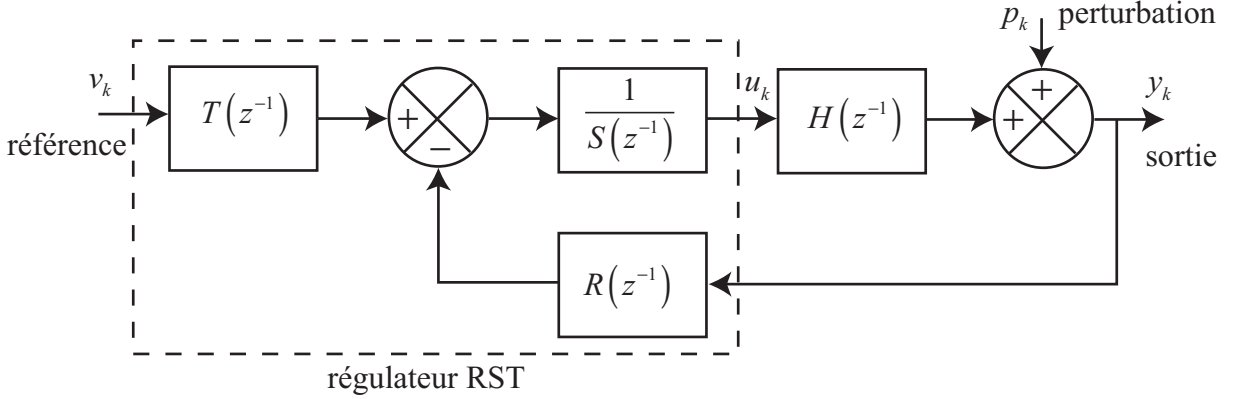 p_k perturbation
v_k
référence
T(z⁻¹)
+
−
1
S(z⁻¹)
u_k
H(z⁻¹)
+
+
y_k
sortie
R(z⁻¹)
régulateur RST